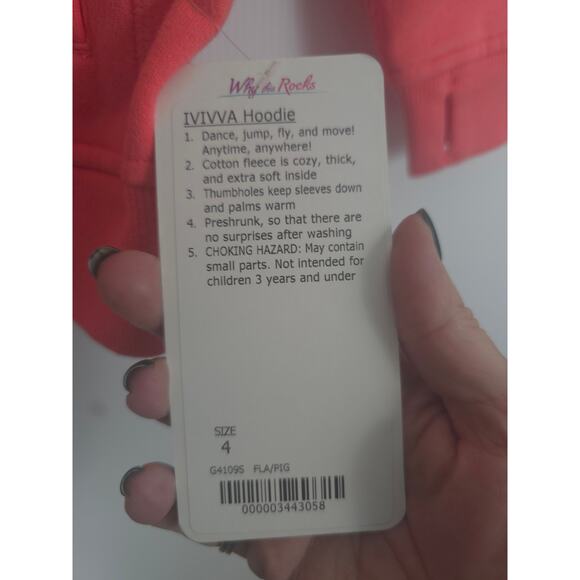 Why this Rocks
IVIVVA Hoodie
1. Dance, jump, fly, and move!
Anytime, anywhere!
2. Cotton fleece is cozy, thick,
and extra soft inside
3. Thumbholes keep sleeves down
and palms warm
4. Preshrunk, so that there are
no surprises after washing
5. CHOKING HAZARD: May contain
small parts. Not intended for
children 3 years and under
SIZE
4
G4109S FLA/PIG
000003443058